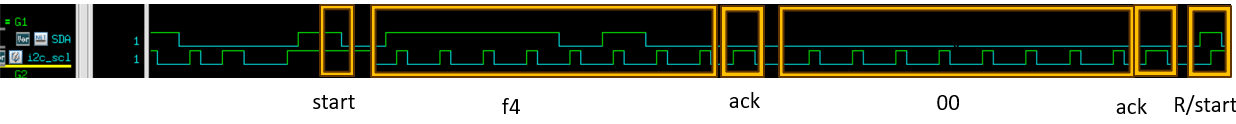 = G1
SDA 1
i2c_scl 1
G2
start f4 ack 00 ack R/start